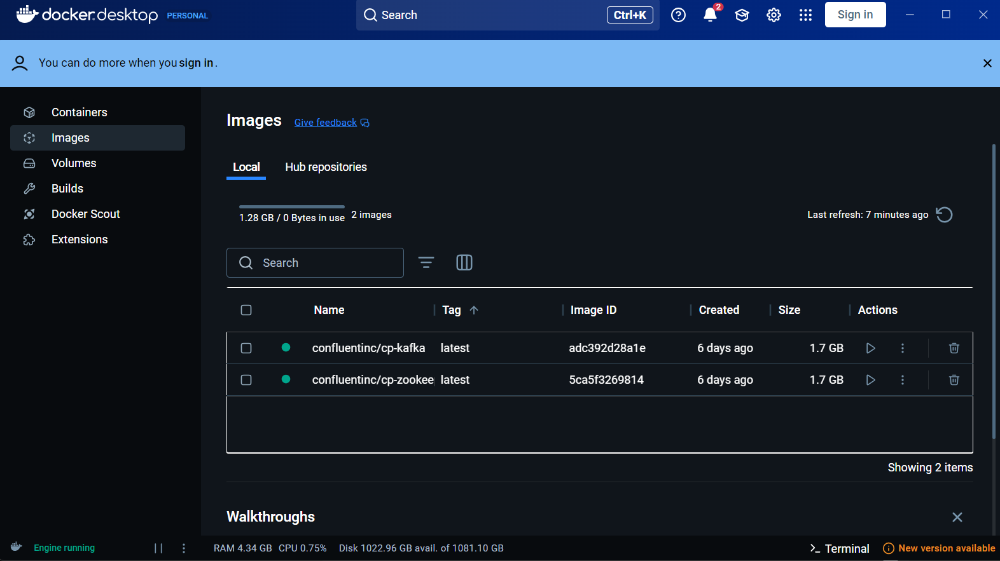 docker.desktop PERSONAL Search Ctrl+K 2 Sign in
You can do more when you sign in.
Containers
Images
Volumes
Builds
Docker Scout
Extensions
Images Give feedback
Local Hub repositories
1.28 GB / 0 Bytes in use 2 images Last refresh: 7 minutes ago
Search
Name Tag Image ID Created Size Actions
confluentinc/cp-kafka latest adc392d28a1e 6 days ago 1.7 GB
confluentinc/cp-zookee latest 5ca5f3269814 6 days ago 1.7 GB
Showing 2 items
Walkthroughs
Engine running RAM 4.34 GB CPU 0.75% Disk 1022.96 GB avail. of 1081.10 GB >_ Terminal New version available